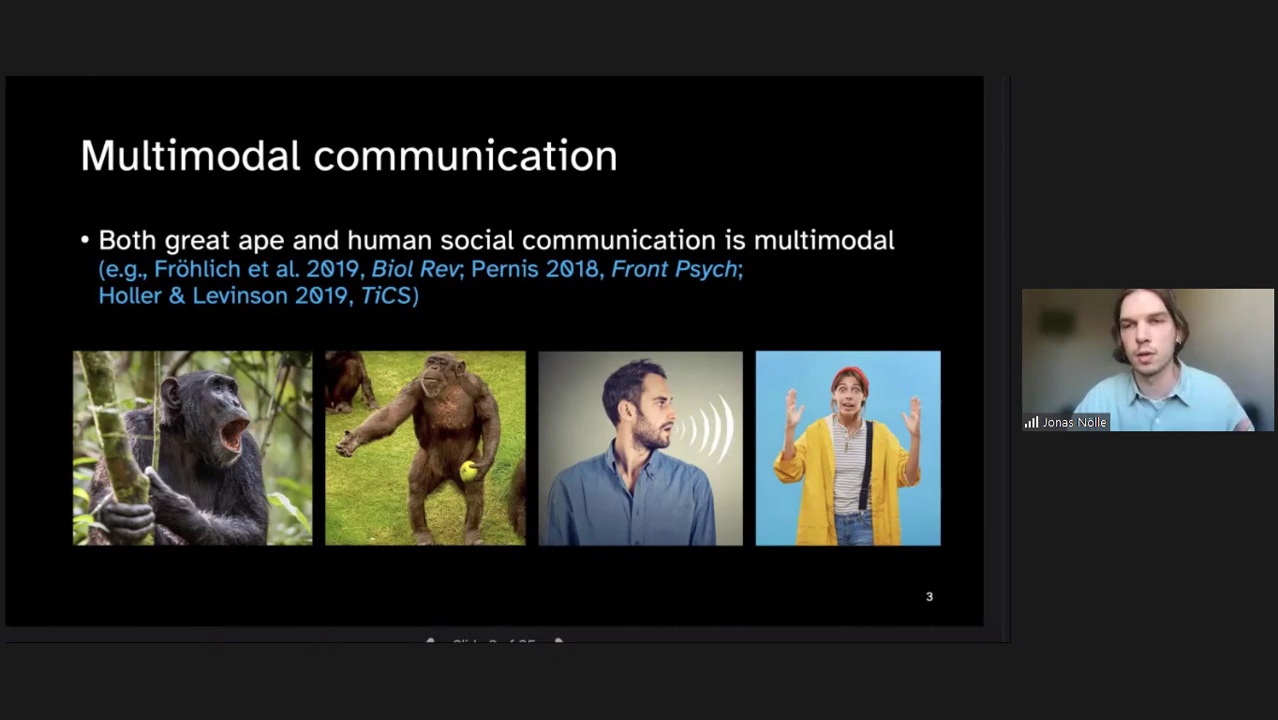 Multimodal communication
• Both great ape and human social communication is multimodal
(e.g., Fröhlich et al. 2019, Biol Rev; Pernis 2018, Front Psych;
Holler & Levinson 2019, TiCS)
Jonas Nölle
3